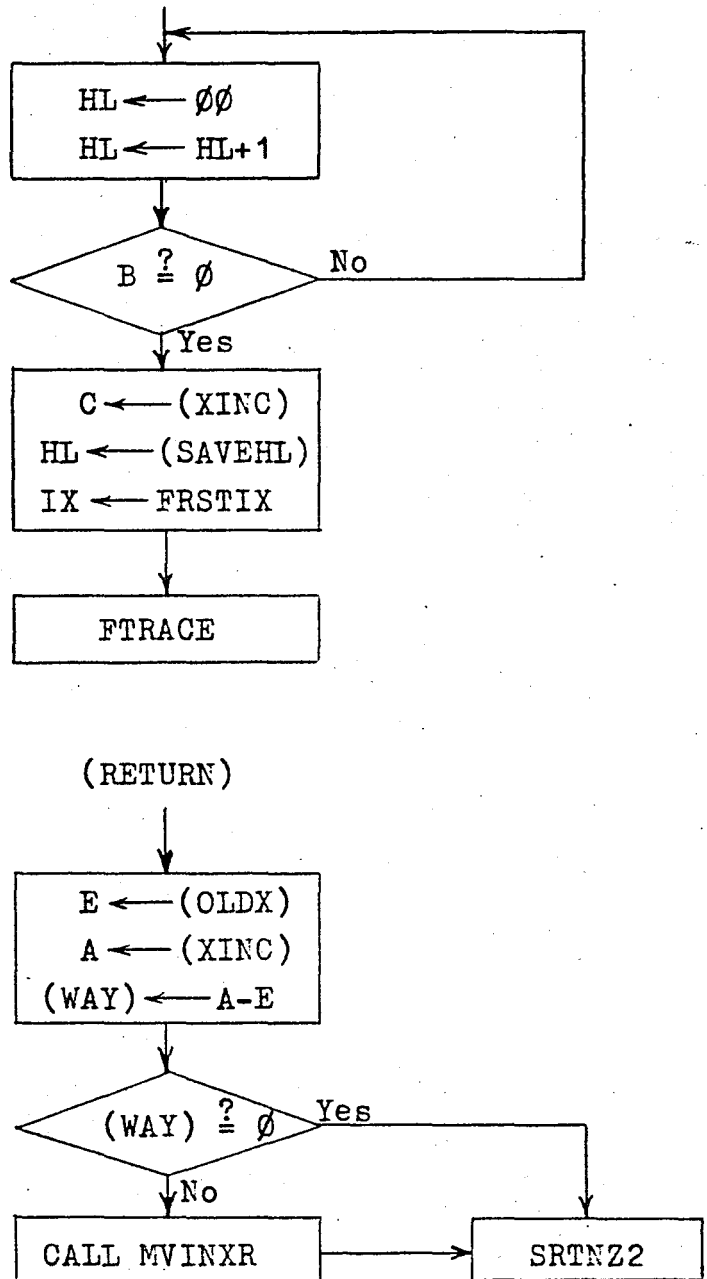 HL ← ØØ
HL ← HL+1
B ≟ Ø
No
Yes
C ← (XINC)
HL ← (SAVEHL)
IX ← FRSTIX
FTRACE
(RETURN)
E ← (OLDX)
A ← (XINC)
(WAY) ← A-E
(WAY) ≟ Ø
Yes
No
CALL MVINXR
SRTNZ2